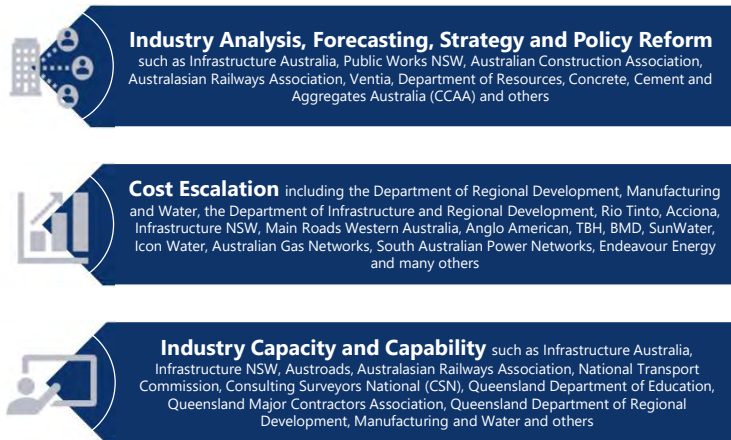 Industry Analysis, Forecasting, Strategy and Policy Reform
such as Infrastructure Australia, Public Works NSW, Australian Construction Association,
Australasian Railways Association, Ventia, Department of Resources, Concrete, Cement and
Aggregates Australia (CCAA) and others
Cost Escalation including the Department of Regional Development, Manufacturing
and Water, the Department of Infrastructure and Regional Development, Rio Tinto, Acciona,
Infrastructure NSW, Main Roads Western Australia, Anglo American, TBH, BMD, SunWater,
Icon Water, Australian Gas Networks, South Australian Power Networks, Endeavour Energy
and many others
Industry Capacity and Capability such as Infrastructure Australia,
Infrastructure NSW, Austroads, Australasian Railways Association, National Transport
Commission, Consulting Surveyors National (CSN), Queensland Department of Education,
Queensland Major Contractors Association, Queensland Department of Regional
Development, Manufacturing and Water and others